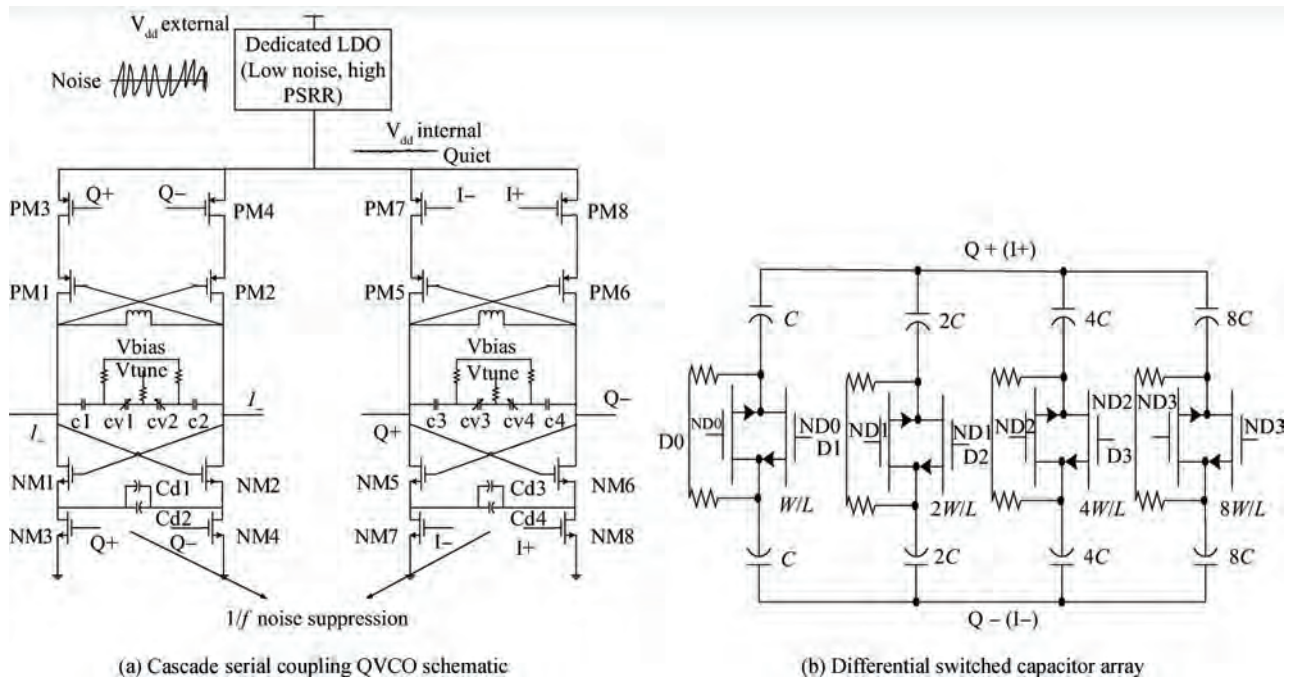 V_dd external
Dedicated LDO
(Low noise, high
PSRR)
Noise
V_dd internal
Quiet
PM3 Q+ Q− PM4 PM7 I− I+ PM8
PM1 PM2 PM5 PM6
Vbias Vbias
Vtune Vtune
I_ c1 cv1 cv2 c2 I_
Q+ c3 cv3 cv4 c4 Q−
NM1 Cd1 NM2 NM5 Cd3 NM6
NM3 Q+ Cd2 Q− NM4 NM7 I− Cd4 I+ NM8
1/f noise suppression
(a) Cascade serial coupling QVCO schematic
Q + (I+)
C 2C 4C 8C
D0 ND0 ND0 D1 ND1 ND1 D2 ND2 ND2 D3 ND3 ND3
W/L 2W/L 4W/L 8W/L
C 2C 4C 8C
Q − (I−)
(b) Differential switched capacitor array